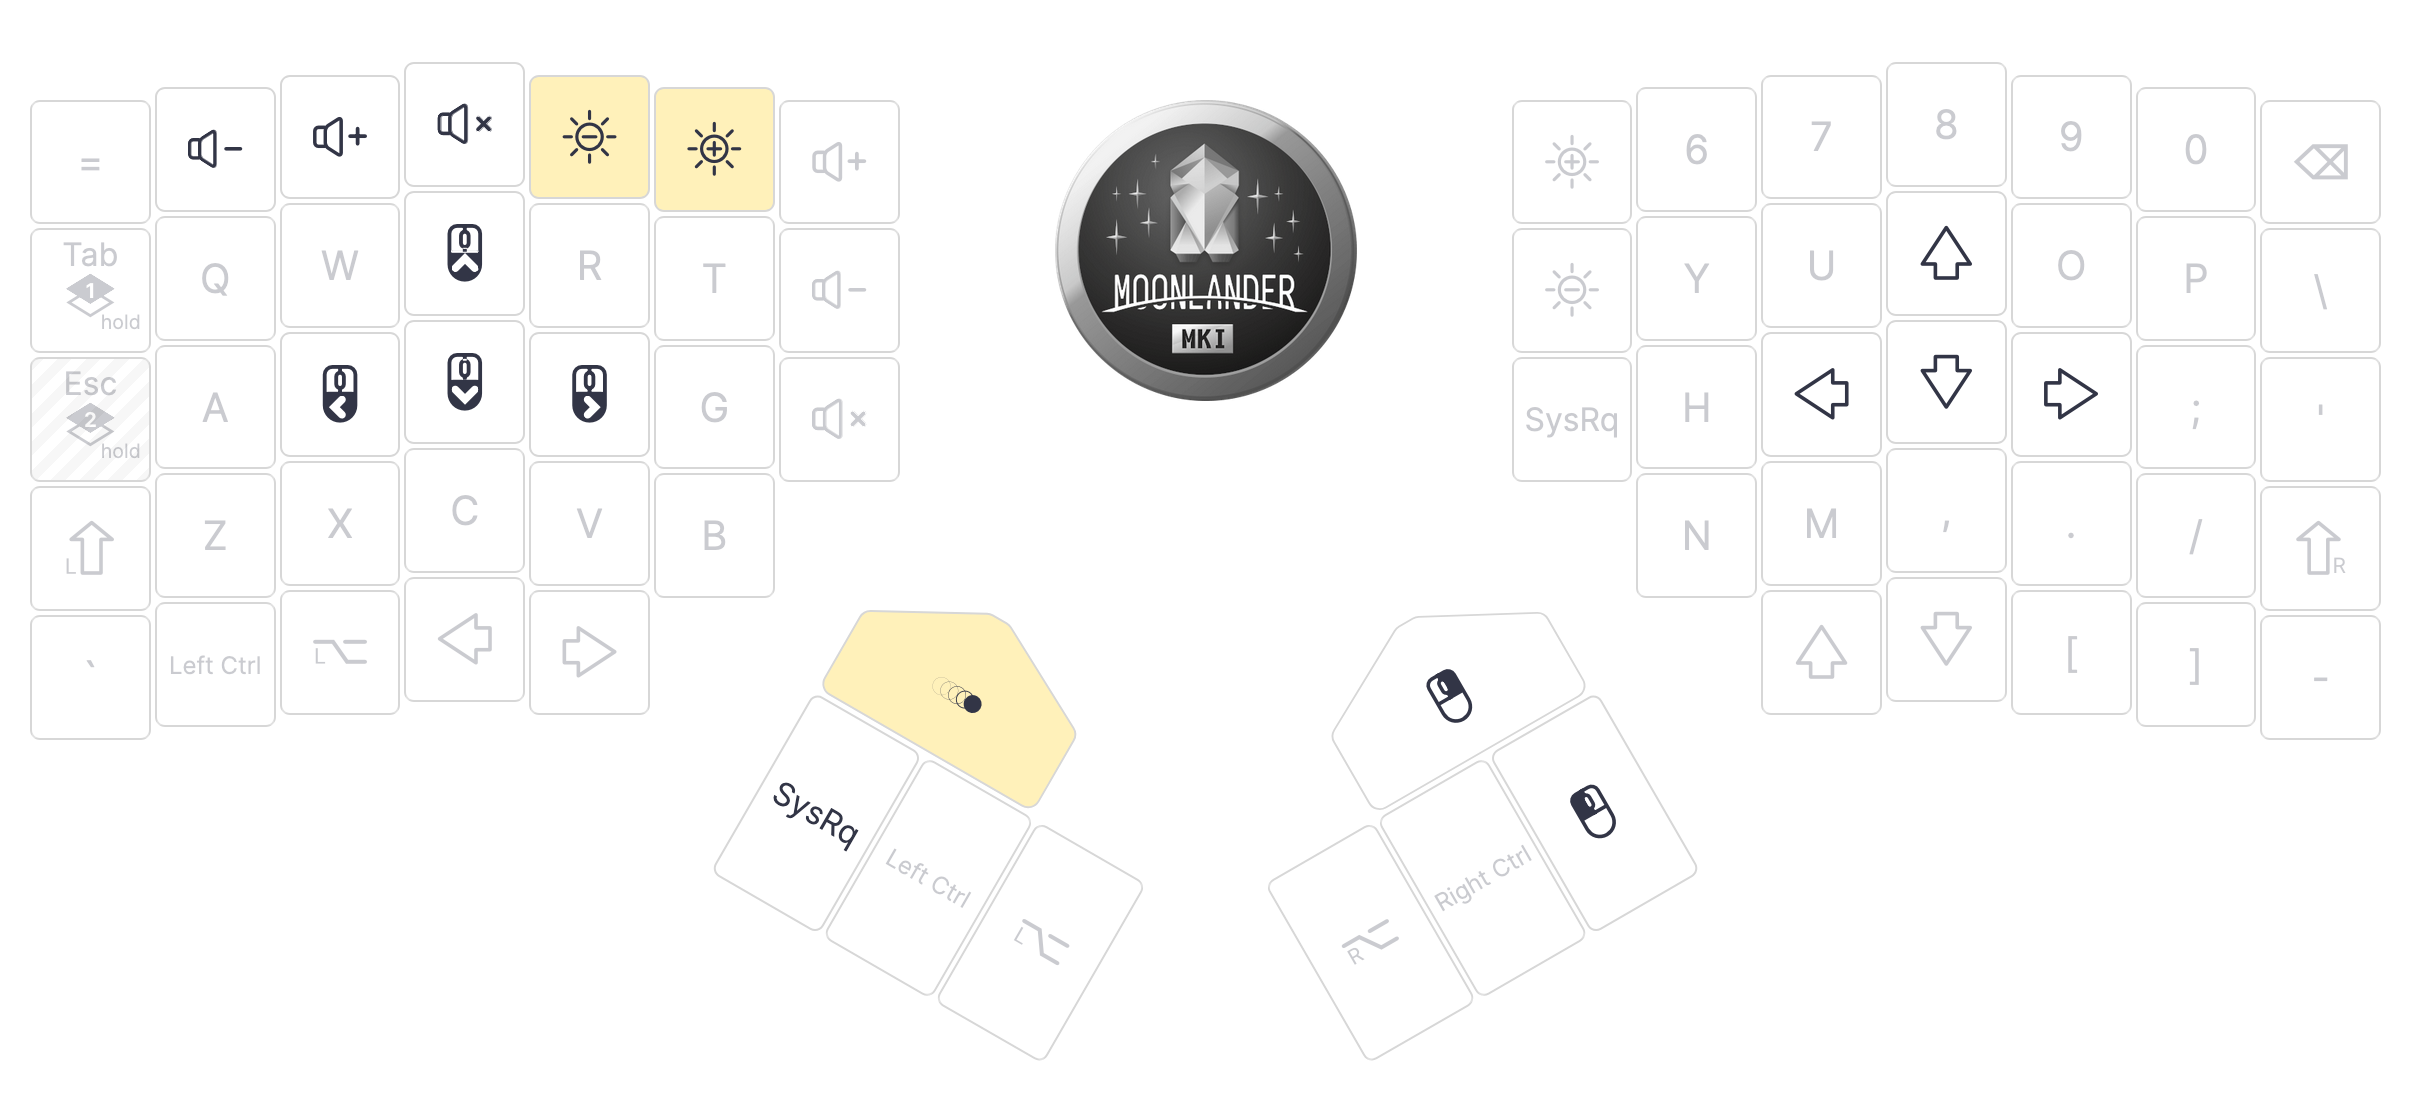 =
6
7
8
9
0
Tab
1
hold
Q
W
R
T
Y
U
O
P
\
Esc
2
hold
A
G
SysRq
H
;
'
L
Z
X
C
V
B
N
M
,
.
/
R
`
Left Ctrl
L
[
]
-
MOONLANDER
MKI
SysRq
Left Ctrl
L
R
Right Ctrl